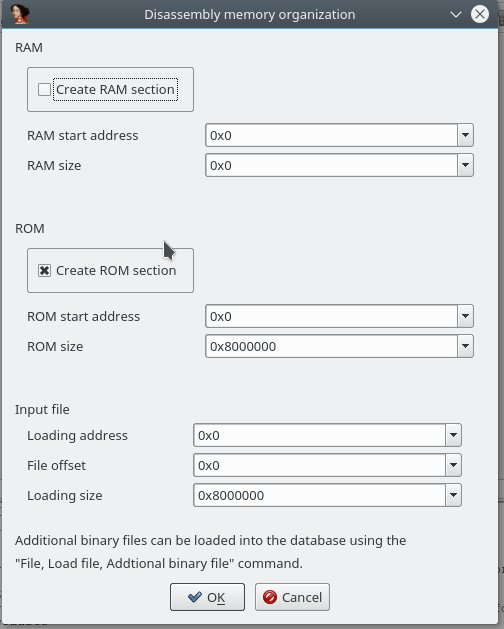 Disassembly memory organization
RAM
Create RAM section
RAM start address 0x0
RAM size 0x0
ROM
Create ROM section
ROM start address 0x0
ROM size 0x8000000
Input file
Loading address 0x0
File offset 0x0
Loading size 0x8000000
Additional binary files can be loaded into the database using the
"File, Load file, Addtional binary file" command.
OK Cancel